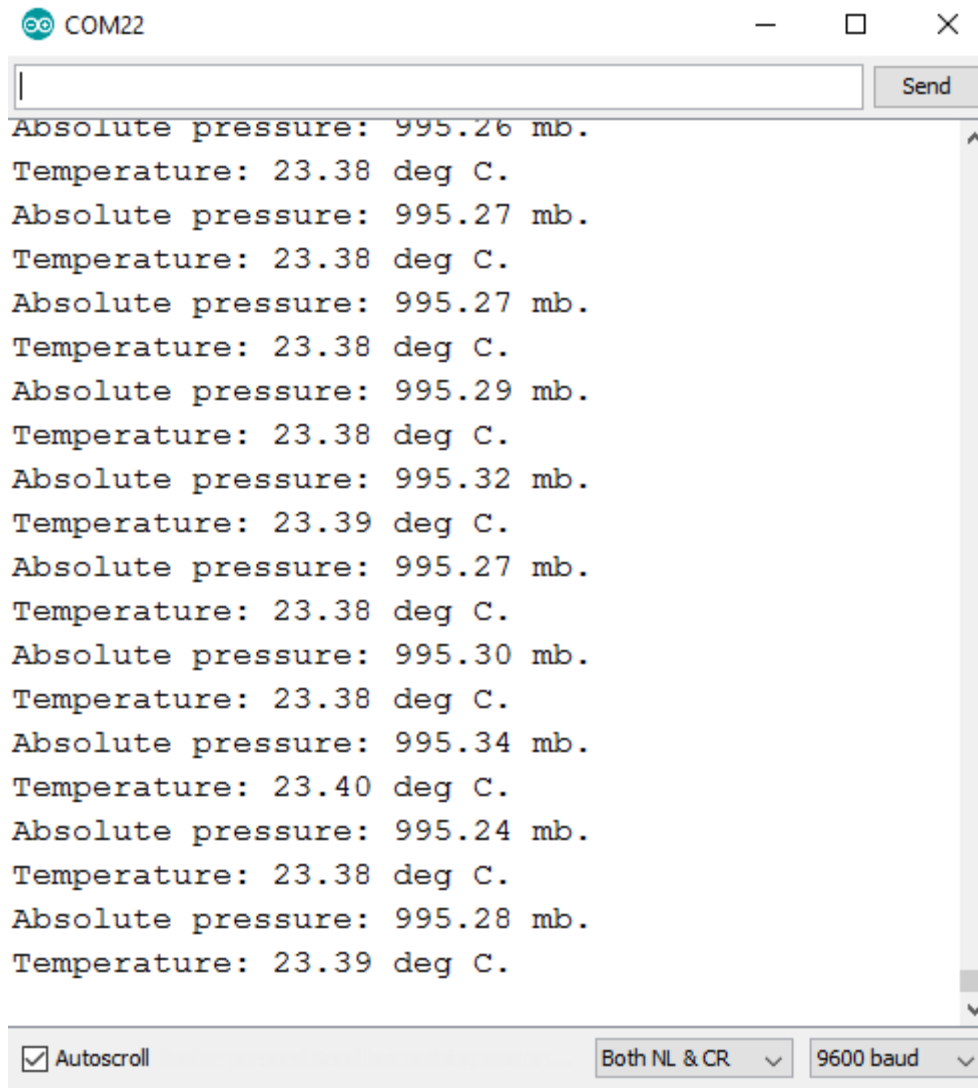 COM22
Send
Absolute pressure: 995.26 mb.
Temperature: 23.38 deg C.
Absolute pressure: 995.27 mb.
Temperature: 23.38 deg C.
Absolute pressure: 995.27 mb.
Temperature: 23.38 deg C.
Absolute pressure: 995.29 mb.
Temperature: 23.38 deg C.
Absolute pressure: 995.32 mb.
Temperature: 23.39 deg C.
Absolute pressure: 995.27 mb.
Temperature: 23.38 deg C.
Absolute pressure: 995.30 mb.
Temperature: 23.38 deg C.
Absolute pressure: 995.34 mb.
Temperature: 23.40 deg C.
Absolute pressure: 995.24 mb.
Temperature: 23.38 deg C.
Absolute pressure: 995.28 mb.
Temperature: 23.39 deg C.
Autoscroll Both NL & CR 9600 baud